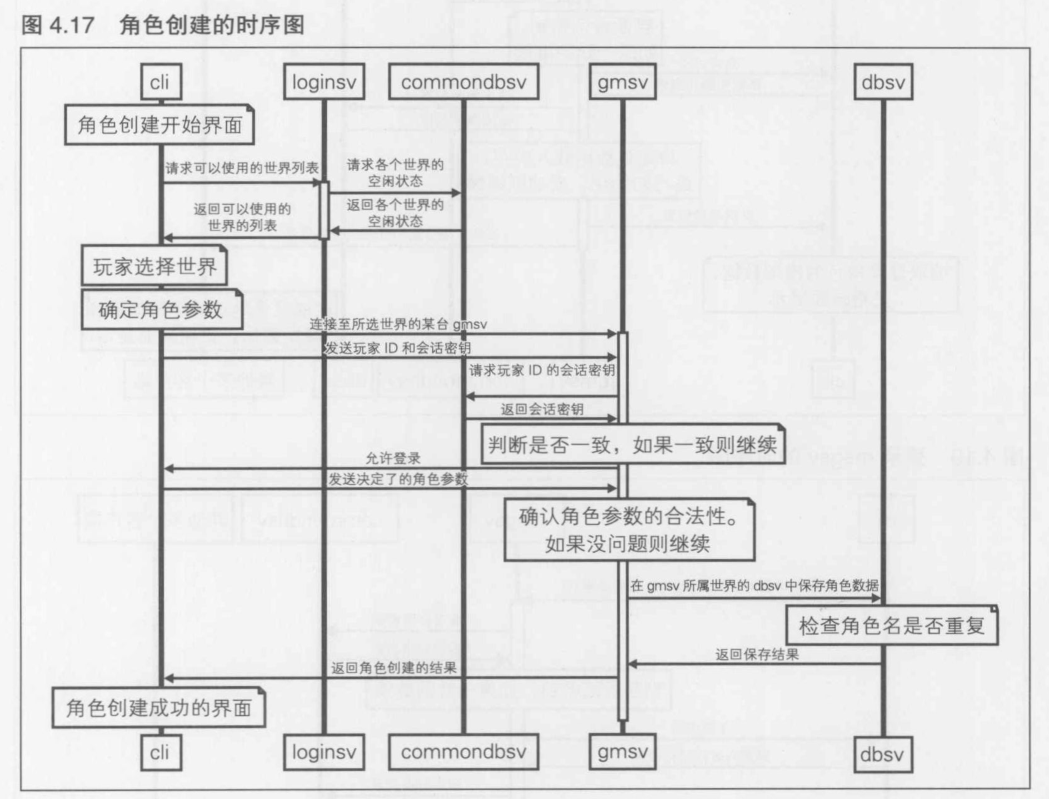 图 4.17 角色创建的时序图
cli
loginsv
commondbsv
gmsv
dbsv
角色创建开始界面
请求可以使用的世界列表
请求各个世界的
空闲状态
返回各个世界的
空闲状态
返回可以使用的
世界的列表
玩家选择世界
确定角色参数
连接至所选世界的某台 gmsv
发送玩家 ID 和会话密钥
请求玩家 ID 的会话密钥
返回会话密钥
判断是否一致，如果一致则继续
允许登录
发送决定了的角色参数
确认角色参数的合法性。
如果没问题则继续
在 gmsv 所属世界的 dbsv 中保存角色数据
检查角色名是否重复
返回保存结果
返回角色创建的结果
角色创建成功的界面
cli
loginsv
commondbsv
gmsv
dbsv